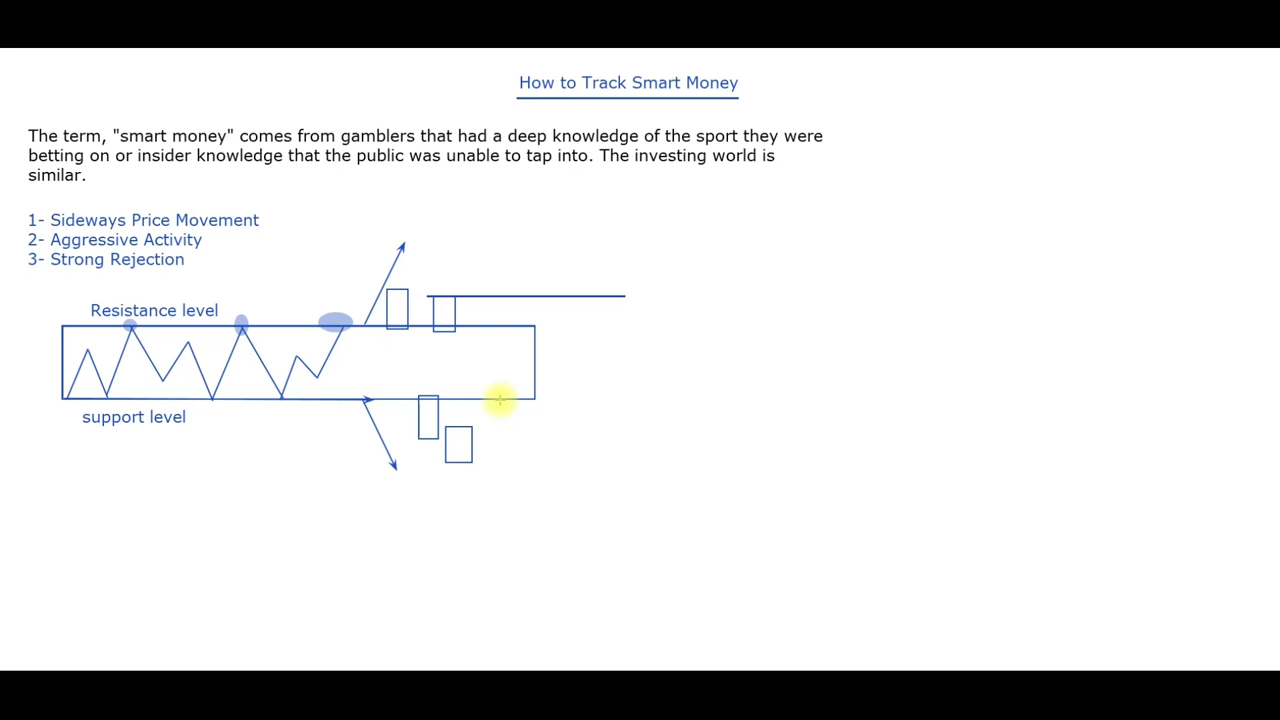 How to Track Smart Money
The term, "smart money" comes from gamblers that had a deep knowledge of the sport they were
betting on or insider knowledge that the public was unable to tap into. The investing world is
similar.
1- Sideways Price Movement
2- Aggressive Activity
3- Strong Rejection
Resistance level
support level